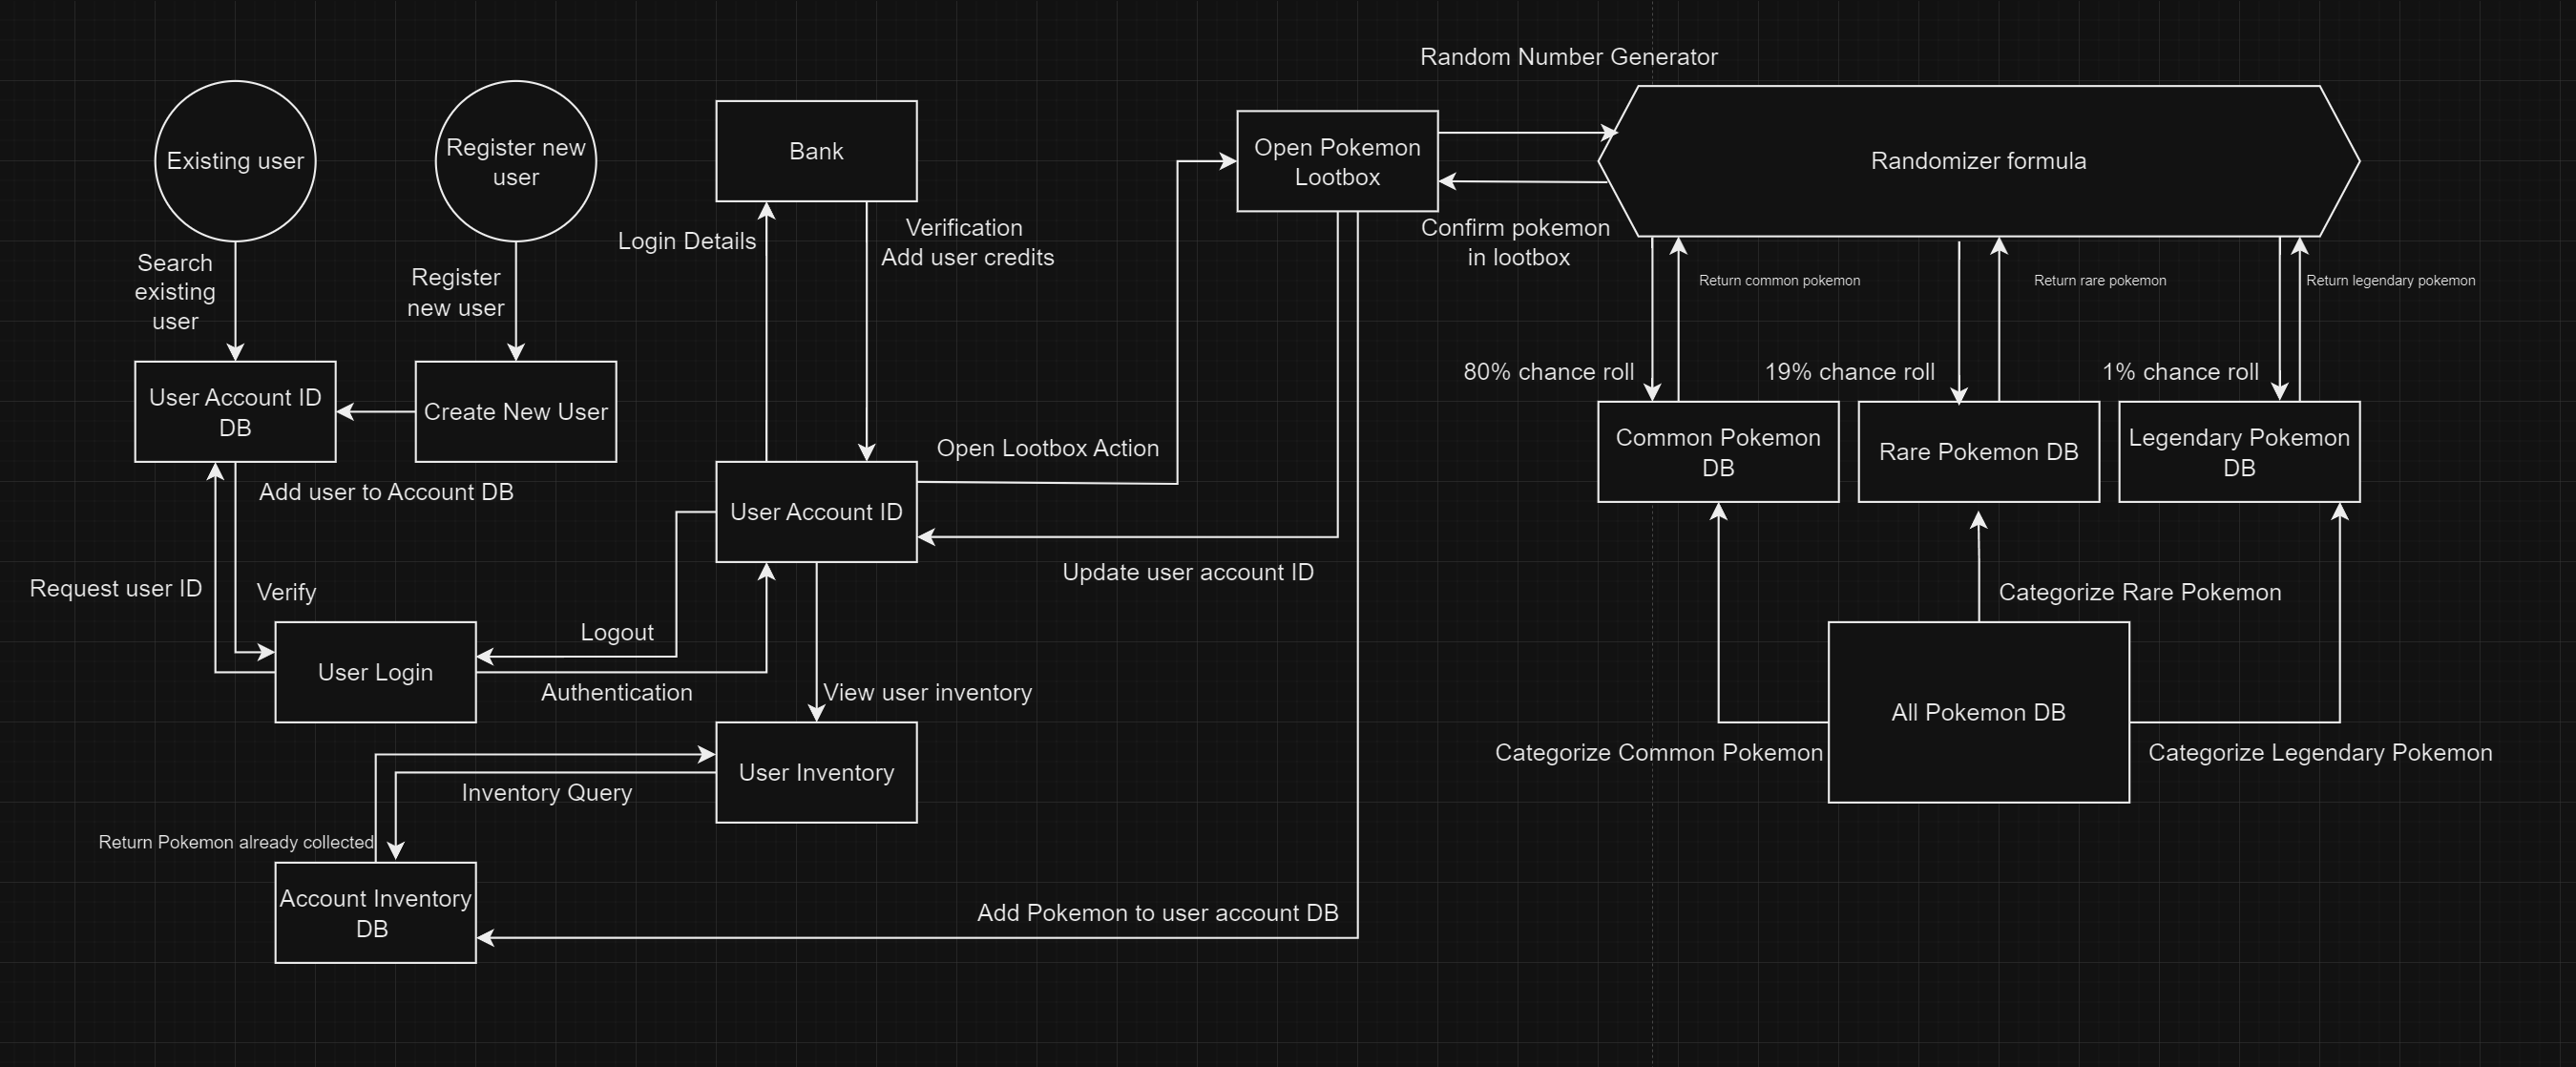 Random Number Generator
Existing user
Register new
user
Bank
Open Pokemon
Lootbox
Randomizer formula
Search
existing
user
Register
new user
Login Details
Verification
Add user credits
Confirm pokemon
in lootbox
Return common pokemon
Return rare pokemon
Return legendary pokemon
80% chance roll
19% chance roll
1% chance roll
User Account ID
DB
Create New User
Open Lootbox Action
Common Pokemon
DB
Rare Pokemon DB
Legendary Pokemon
DB
Add user to Account DB
User Account ID
Update user account ID
Request user ID
Verify
Categorize Rare Pokemon
Logout
User Login
Authentication
View user inventory
All Pokemon DB
Categorize Common Pokemon
Categorize Legendary Pokemon
User Inventory
Inventory Query
Return Pokemon already collected
Account Inventory
DB
Add Pokemon to user account DB